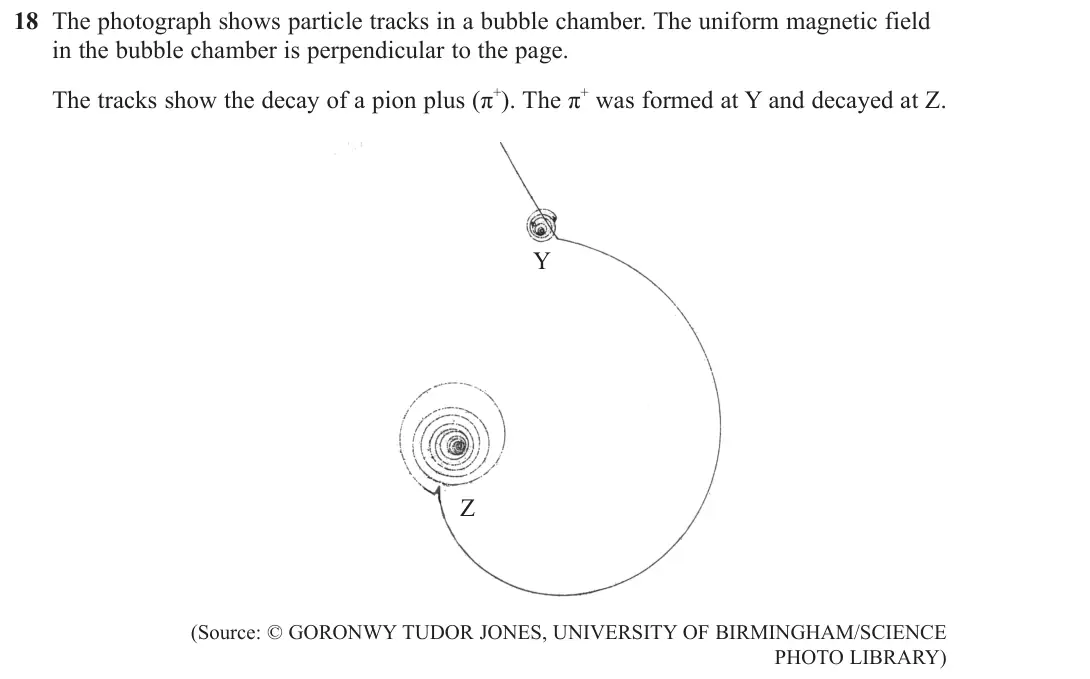 18 The photograph shows particle tracks in a bubble chamber. The uniform magnetic field
in the bubble chamber is perpendicular to the page.
The tracks show the decay of a pion plus (π⁺). The π⁺ was formed at Y and decayed at Z.
Y
Z
(Source: © GORONWY TUDOR JONES, UNIVERSITY OF BIRMINGHAM/SCIENCE
PHOTO LIBRARY)